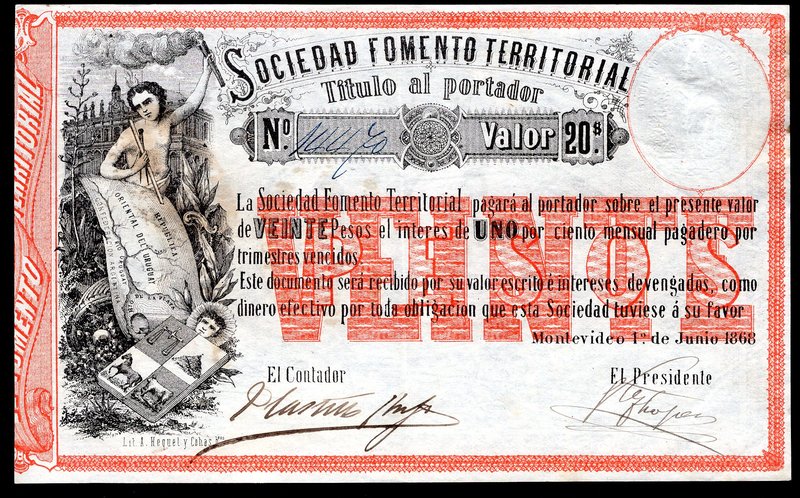 SOCIEDAD FOMENTO TERRITORIAL
Titulo al portador
Nº.
Valor 20$
La Sociedad Fomento Territorial pagará al portador sobre el presente valor
de VEINTE Pesos el interes de UNO por ciento mensual pagadero por
trimestres vencidos.
Este documento será recibido por su valor escrito é intereses devengados, como
dinero efectivo por toda obligacion que esta Sociedad tuviese á su favor
Montevideo 1º de Junio 1868
El Contador
El Presidente
REPUBLICA
ORIENTAL DEL URUGUAY
Lit. A. Hequet y Cohas
FOMENTO TERRITORIAL